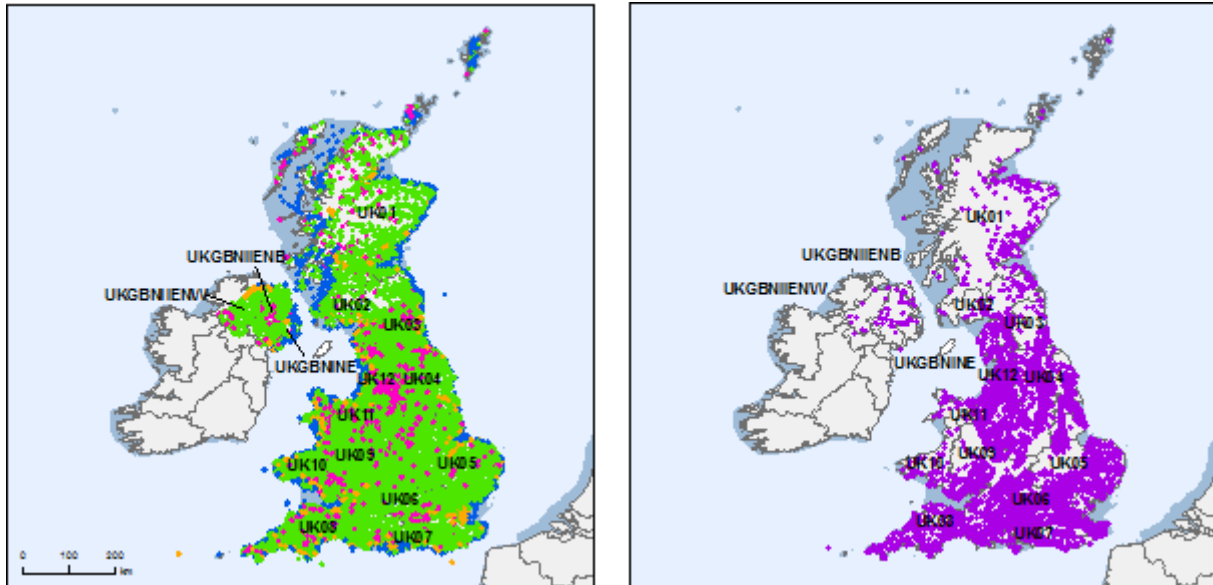 UK01
UKGBNIIENB
UKGBNIIENW
UK02
UK03
UKGBNINE
UK12 UK04
UK11
UK09
UK10 UK05
UK06
UK08
UK07
0 100 200
km
UK01
UKGBNIIENB
UKGBNIIENW
UK02
UK03
UKGBNINE
UK12 UK04
UK11
UK09
UK10 UK05
UK06
UK08
UK07